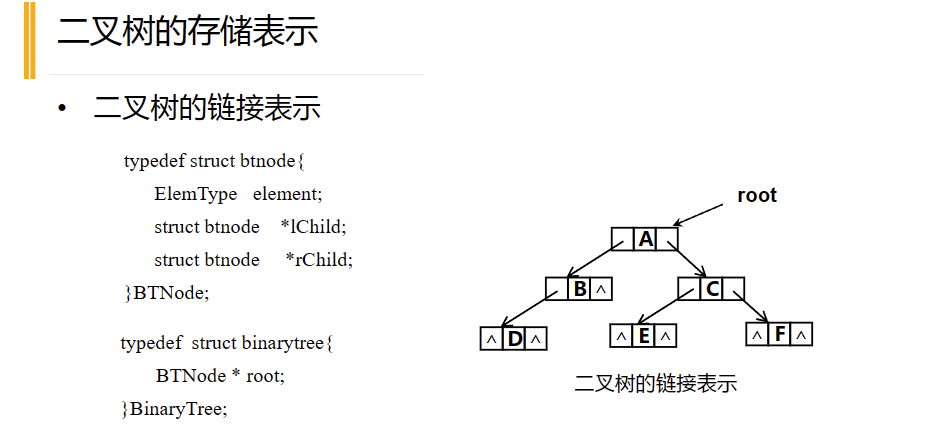 二叉树的存储表示
• 二叉树的链接表示
typedef struct btnode{
ElemType element;
struct btnode *lChild;
struct btnode *rChild;
}BTNode;
typedef struct binarytree{
BTNode * root;
}BinaryTree;
root
A
B ^
C
^ D ^
^ E ^
^ F ^
二叉树的链接表示